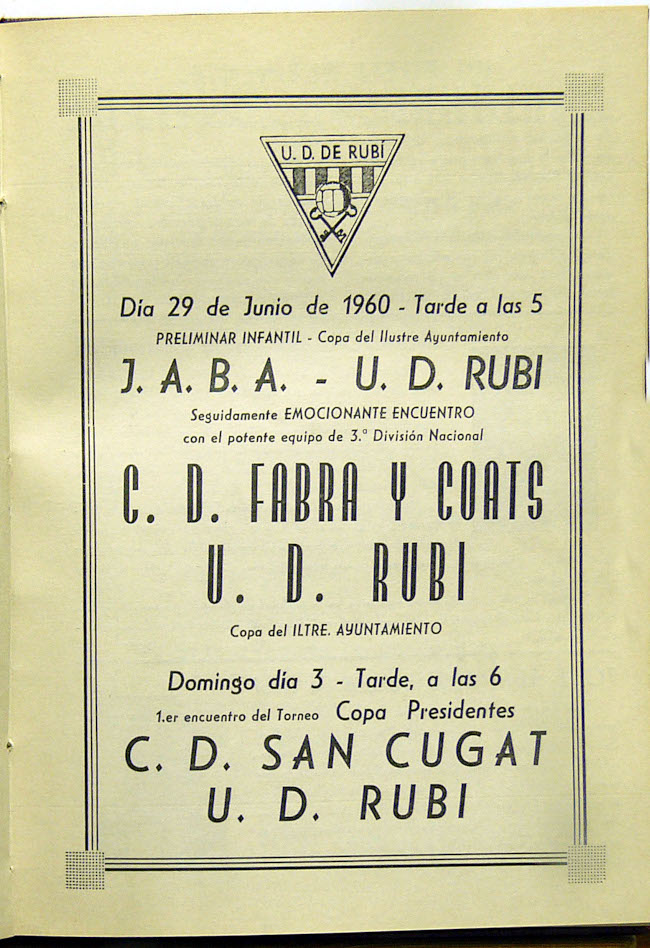 U. D. DE RUBÍ
Día 29 de Junio de 1960 - Tarde a las 5
PRELIMINAR INFANTIL - Copa del Ilustre Ayuntamiento
J. A. B. A. - U. D. RUBI
Seguidamente EMOCIONANTE ENCUENTRO
con el potente equipo de 3.ª División Nacional
C. D. FABRA Y COATS
U. D. RUBI
Copa del ILTRE. AYUNTAMIENTO
Domingo día 3 - Tarde, a las 6
1.er encuentro del Torneo Copa Presidentes
C. D. SAN CUGAT
U. D. RUBI